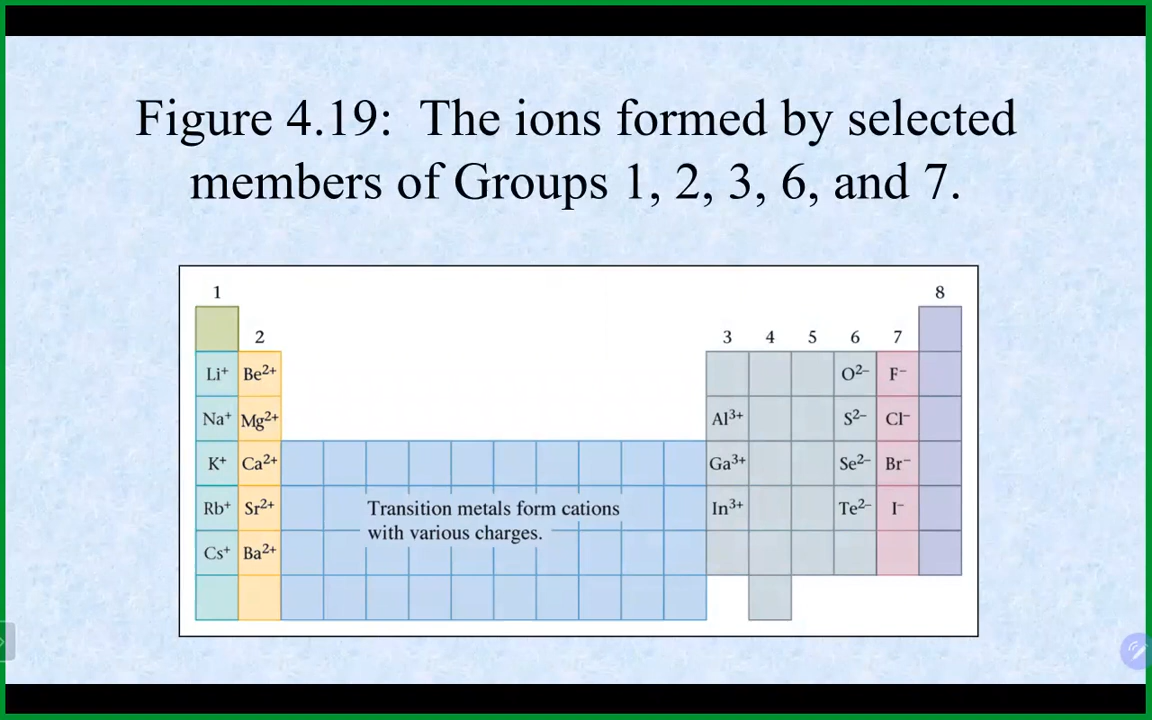 Figure 4.19: The ions formed by selected
members of Groups 1, 2, 3, 6, and 7.
1 8
2 3 4 5 6 7
Li⁺ Be²⁺ O²⁻ F⁻
Na⁺ Mg²⁺ Al³⁺ S²⁻ Cl⁻
K⁺ Ca²⁺ Ga³⁺ Se²⁻ Br⁻
Rb⁺ Sr²⁺ Transition metals form cations In³⁺ Te²⁻ I⁻
with various charges.
Cs⁺ Ba²⁺